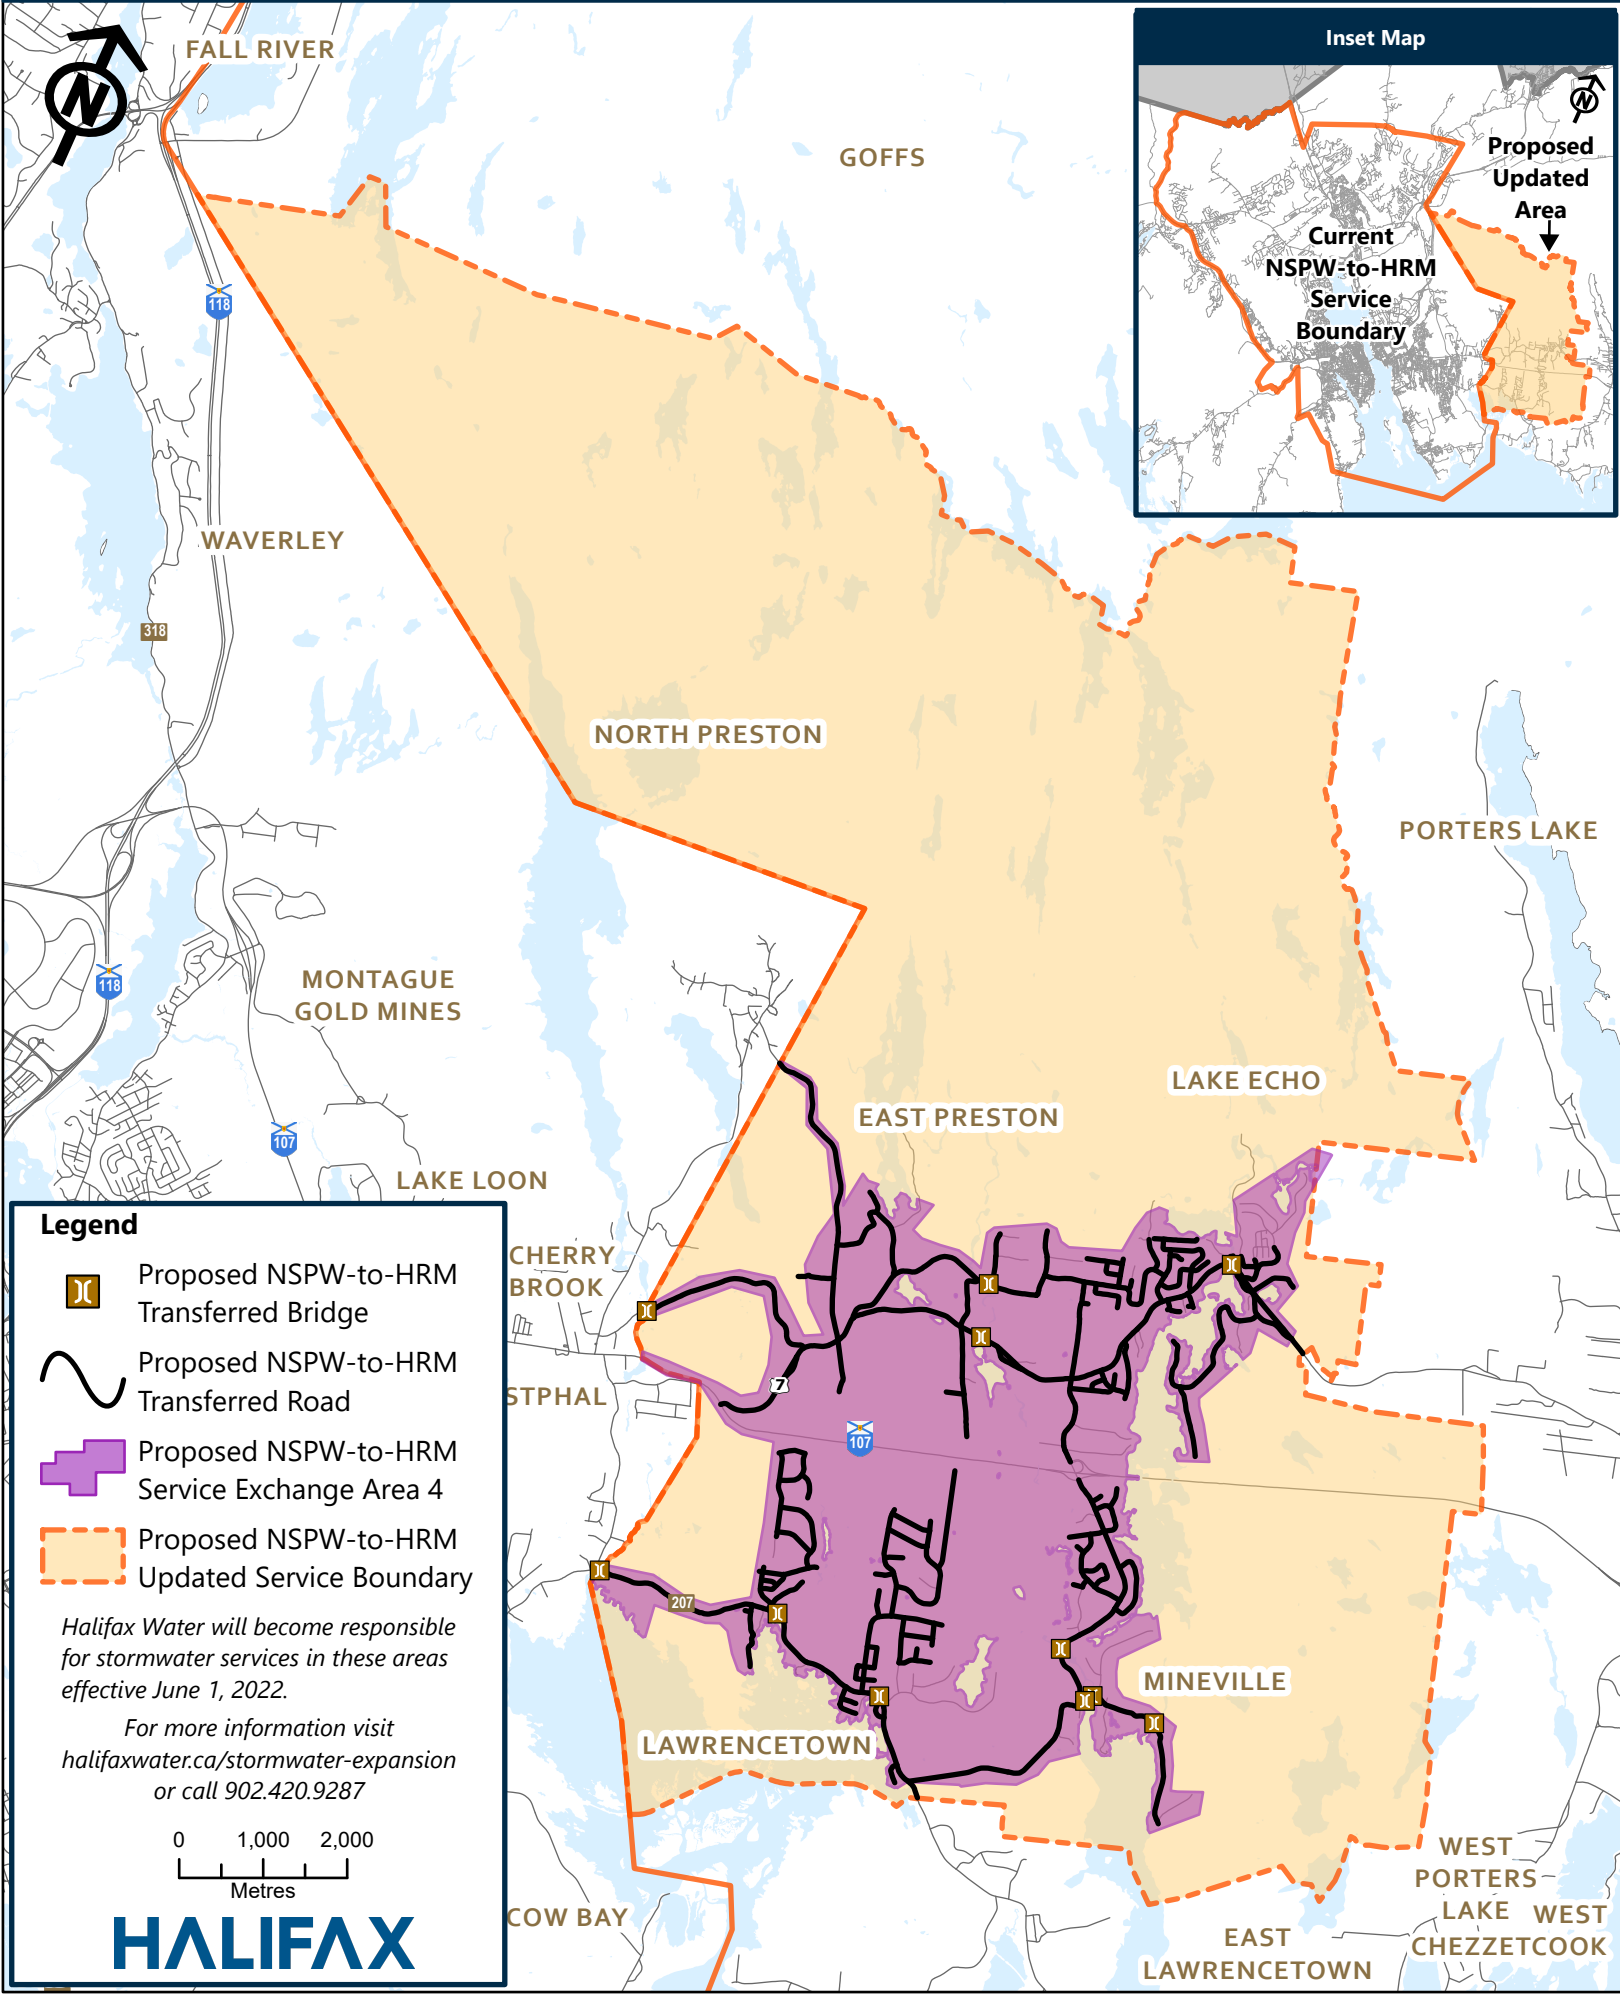 FALL RIVER
GOFFS
118
WAVERLEY
318
NORTH PRESTON
PORTERS LAKE
118
MONTAGUE
GOLD MINES
107
LAKE LOON
EAST PRESTON
LAKE ECHO
CHERRY
BROOK
STPHAL
7
107
207
MINEVILLE
LAWRENCETOWN
COW BAY
EAST
LAWRENCETOWN
WEST
PORTERS
LAKE
WEST
CHEZZETCOOK
N
Inset Map
N
Proposed
Updated
Area
Current
NSPW-to-HRM
Service
Boundary
Legend
Proposed NSPW-to-HRM
Transferred Bridge
Proposed NSPW-to-HRM
Transferred Road
Proposed NSPW-to-HRM
Service Exchange Area 4
Proposed NSPW-to-HRM
Updated Service Boundary
Halifax Water will become responsible
for stormwater services in these areas
effective June 1, 2022.
For more information visit
halifaxwater.ca/stormwater-expansion
or call 902.420.9287
0 1,000 2,000
Metres
HALIFAX